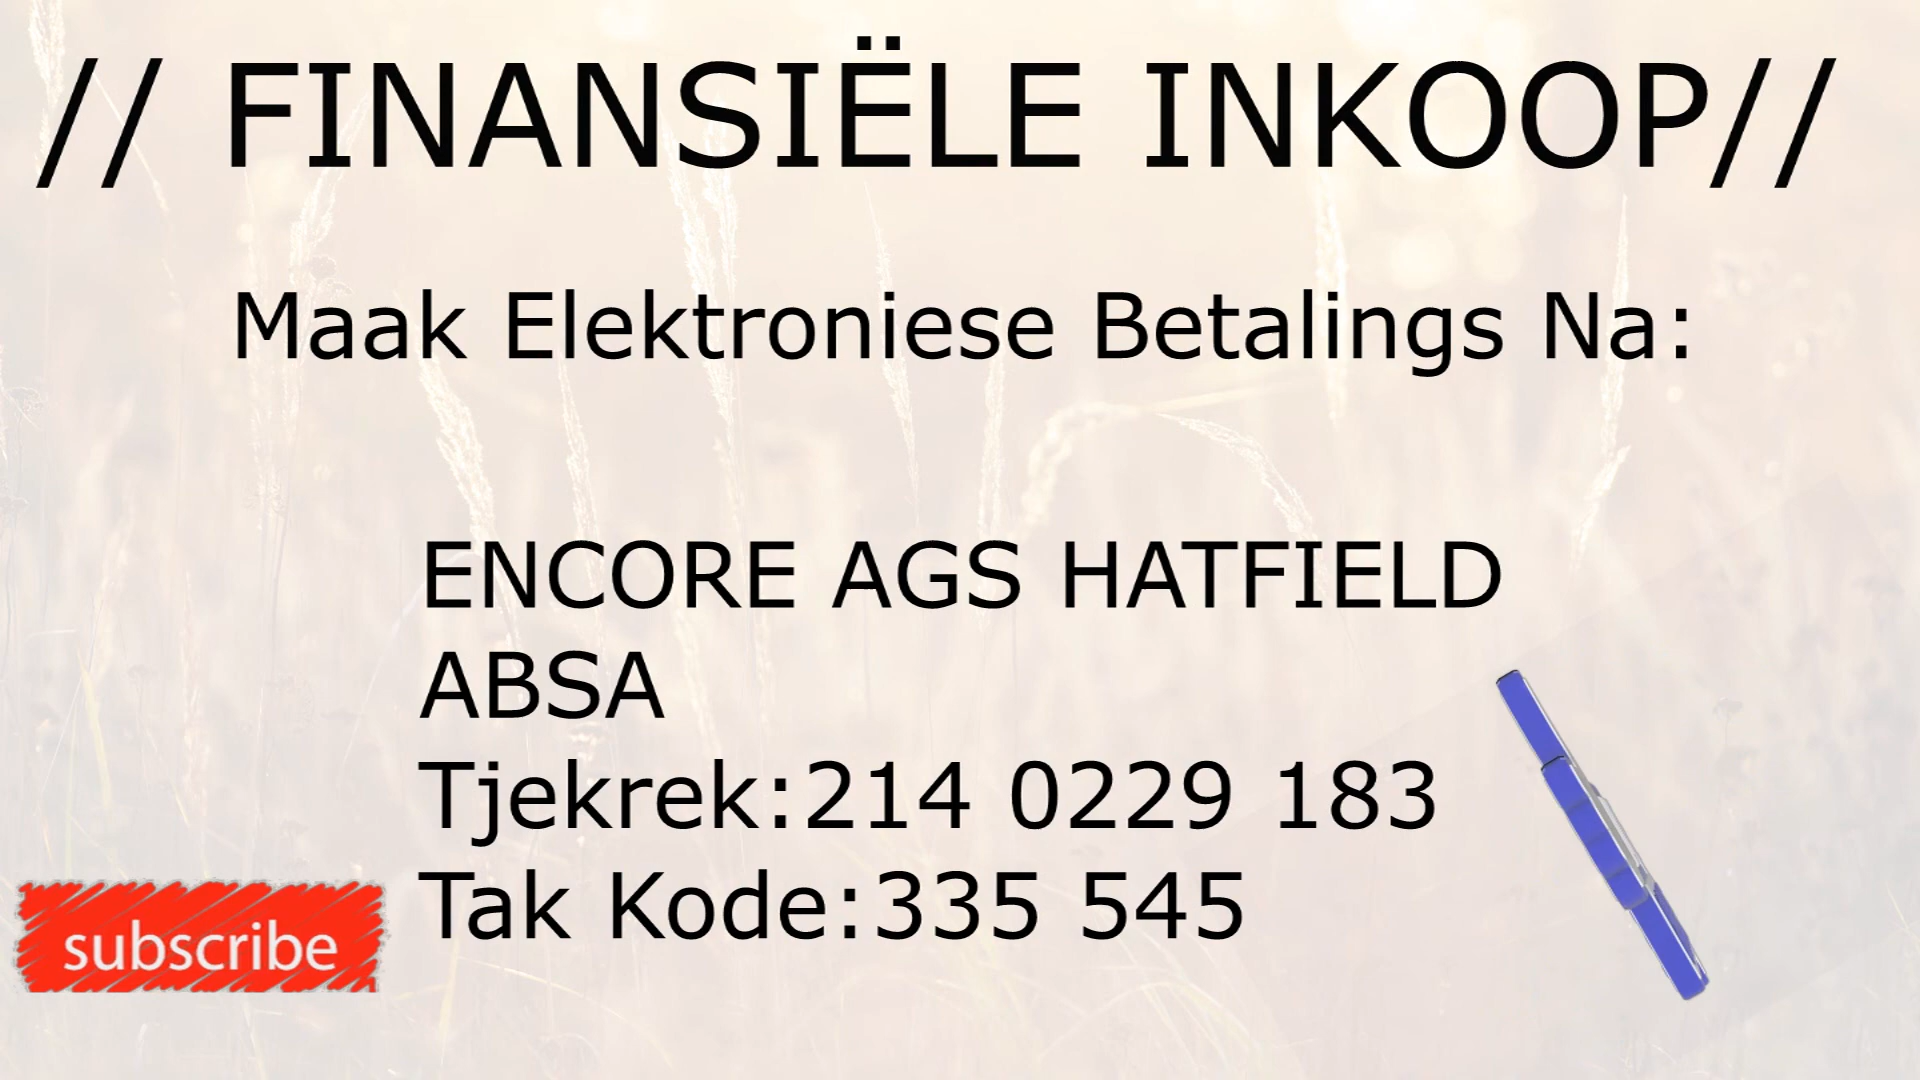 // FINANSIËLE INKOOP//
Maak Elektroniese Betalings Na:
ENCORE AGS HATFIELD
ABSA
Tjekrek:214 0229 183
Tak Kode:335 545
subscribe